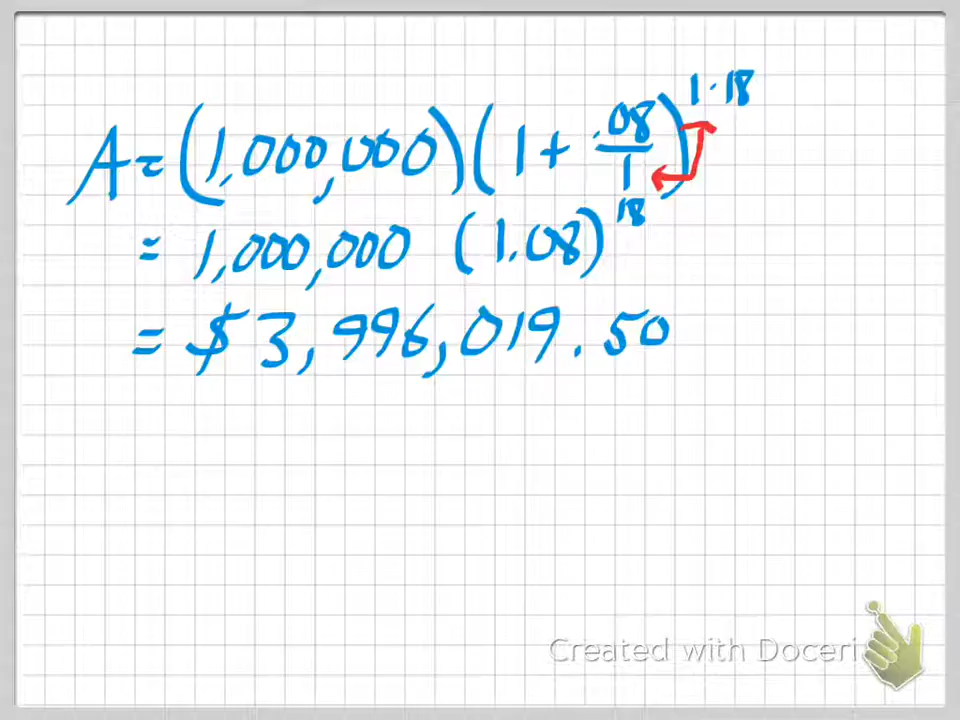 A = (1,000,000)(1 + .08/1)^1·18
= 1,000,000 (1.08)^18
= $3,996,019.50
Created with Doceri